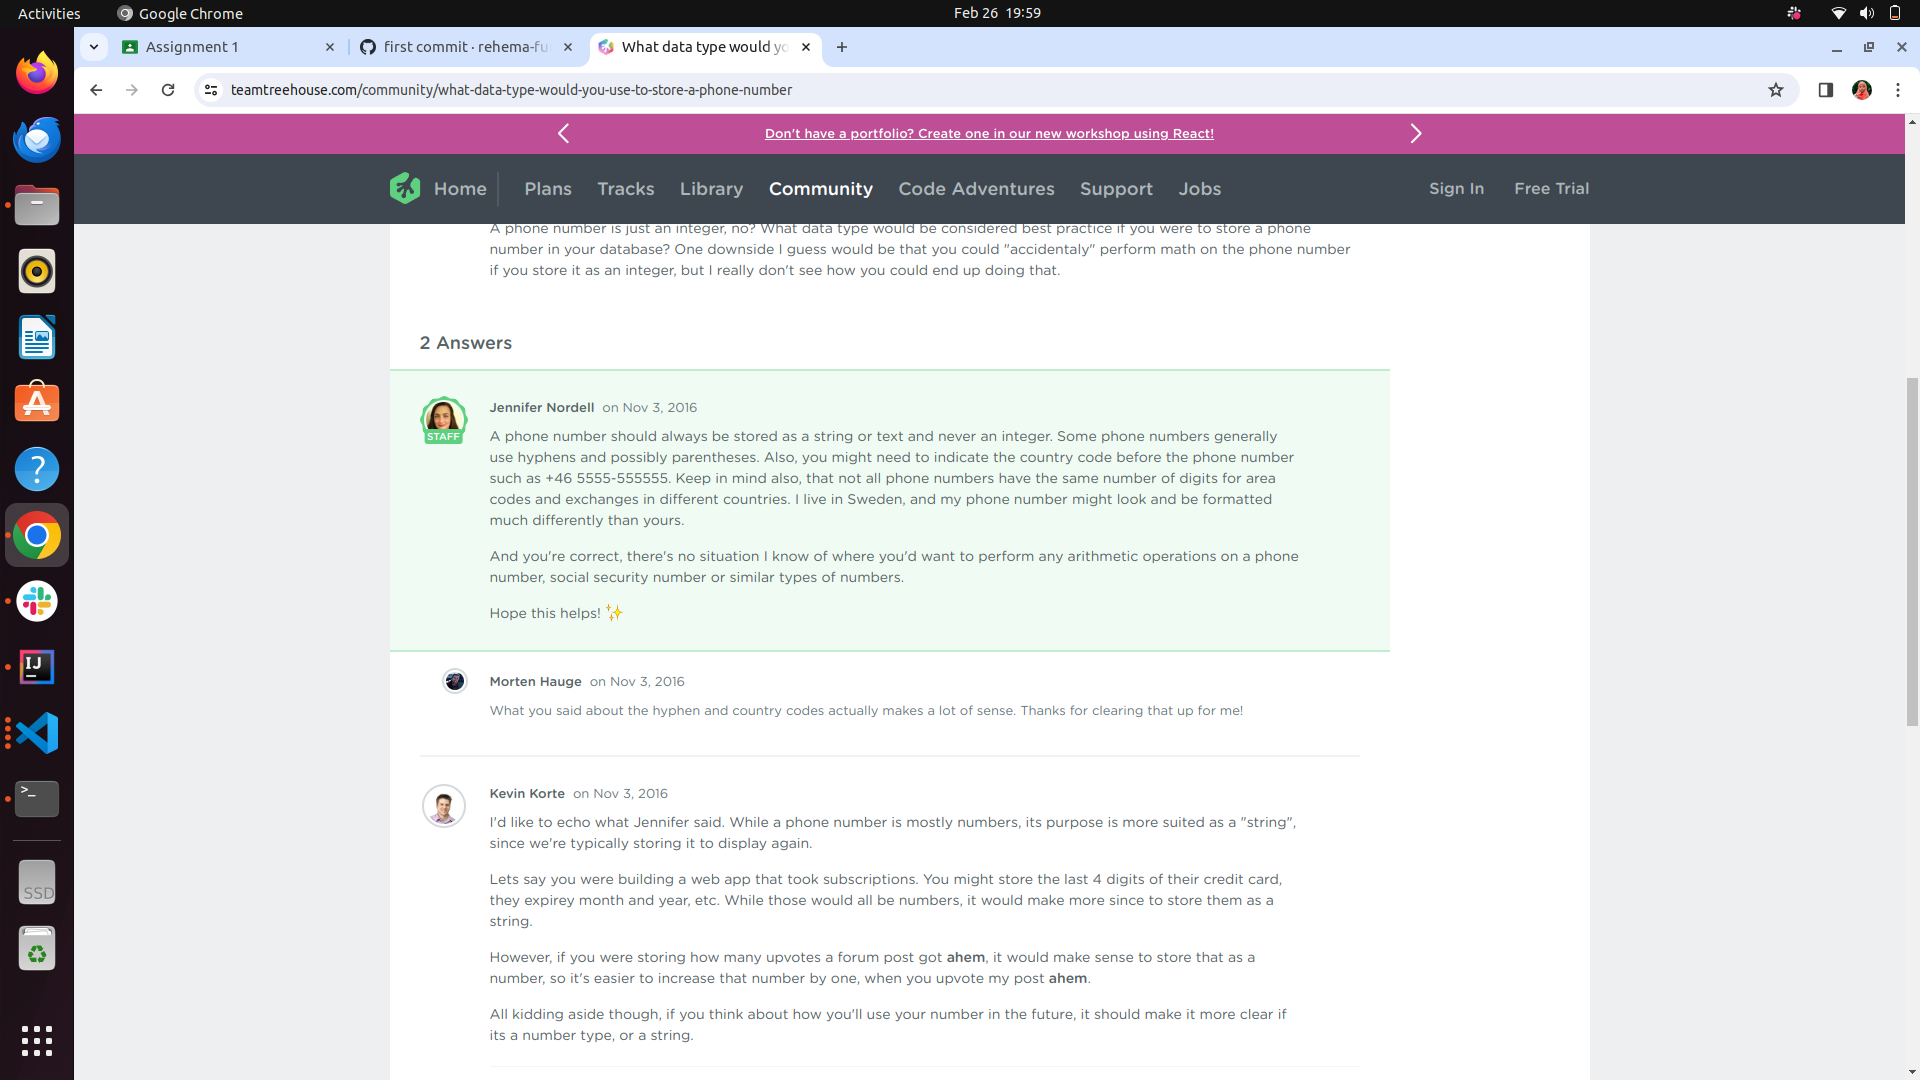 Activities
Google Chrome
Feb 26 19:59
Assignment 1
first commit · rehema-fu
What data type would yo
teamtreehouse.com/community/what-data-type-would-you-use-to-store-a-phone-number
Don't have a portfolio? Create one in our new workshop using React!
Home
Plans
Tracks
Library
Community
Code Adventures
Support
Jobs
Sign In
Free Trial
A phone number is just an integer, no? What data type would be considered best practice if you were to store a phone
number in your database? One downside I guess would be that you could "accidentaly" perform math on the phone number
if you store it as an integer, but I really don't see how you could end up doing that.
2 Answers
Jennifer Nordell on Nov 3, 2016
STAFF
A phone number should always be stored as a string or text and never an integer. Some phone numbers generally
use hyphens and possibly parentheses. Also, you might need to indicate the country code before the phone number
such as +46 5555-555555. Keep in mind also, that not all phone numbers have the same number of digits for area
codes and exchanges in different countries. I live in Sweden, and my phone number might look and be formatted
much differently than yours.
And you're correct, there's no situation I know of where you'd want to perform any arithmetic operations on a phone
number, social security number or similar types of numbers.
Hope this helps! ✨
Morten Hauge on Nov 3, 2016
What you said about the hyphen and country codes actually makes a lot of sense. Thanks for clearing that up for me!
Kevin Korte on Nov 3, 2016
I'd like to echo what Jennifer said. While a phone number is mostly numbers, its purpose is more suited as a "string",
since we're typically storing it to display again.
Lets say you were building a web app that took subscriptions. You might store the last 4 digits of their credit card,
they expirey month and year, etc. While those would all be numbers, it would make more since to store them as a
string.
However, if you were storing how many upvotes a forum post got ahem, it would make sense to store that as a
number, so it's easier to increase that number by one, when you upvote my post ahem.
All kidding aside though, if you think about how you'll use your number in the future, it should make it more clear if
its a number type, or a string.
IJ
SSD